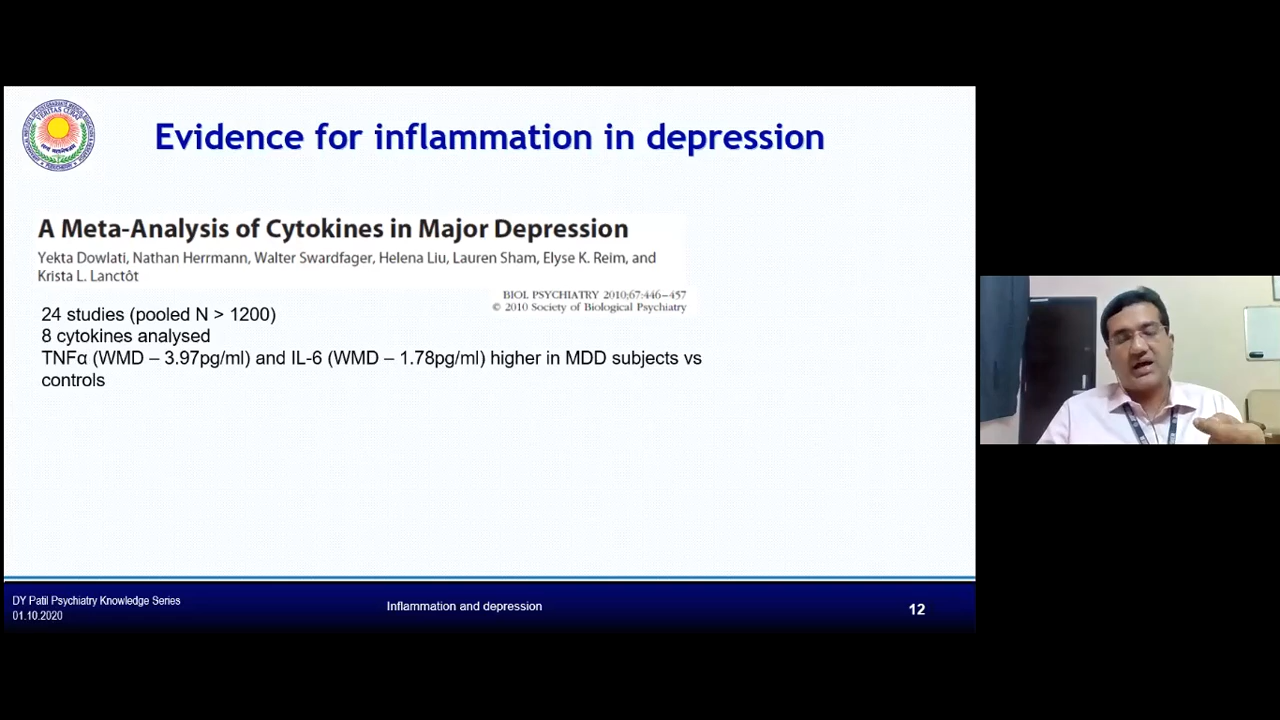 Evidence for inflammation in depression
A Meta-Analysis of Cytokines in Major Depression
Yekta Dowlati, Nathan Herrmann, Walter Swardfager, Helena Liu, Lauren Sham, Elyse K. Reim, and
Krista L. Lanctôt
BIOL PSYCHIATRY 2010;67:446–457
© 2010 Society of Biological Psychiatry
24 studies (pooled N > 1200)
8 cytokines analysed
TNFα (WMD – 3.97pg/ml) and IL-6 (WMD – 1.78pg/ml) higher in MDD subjects vs
controls
DY Patil Psychiatry Knowledge Series
01.10.2020
Inflammation and depression
12